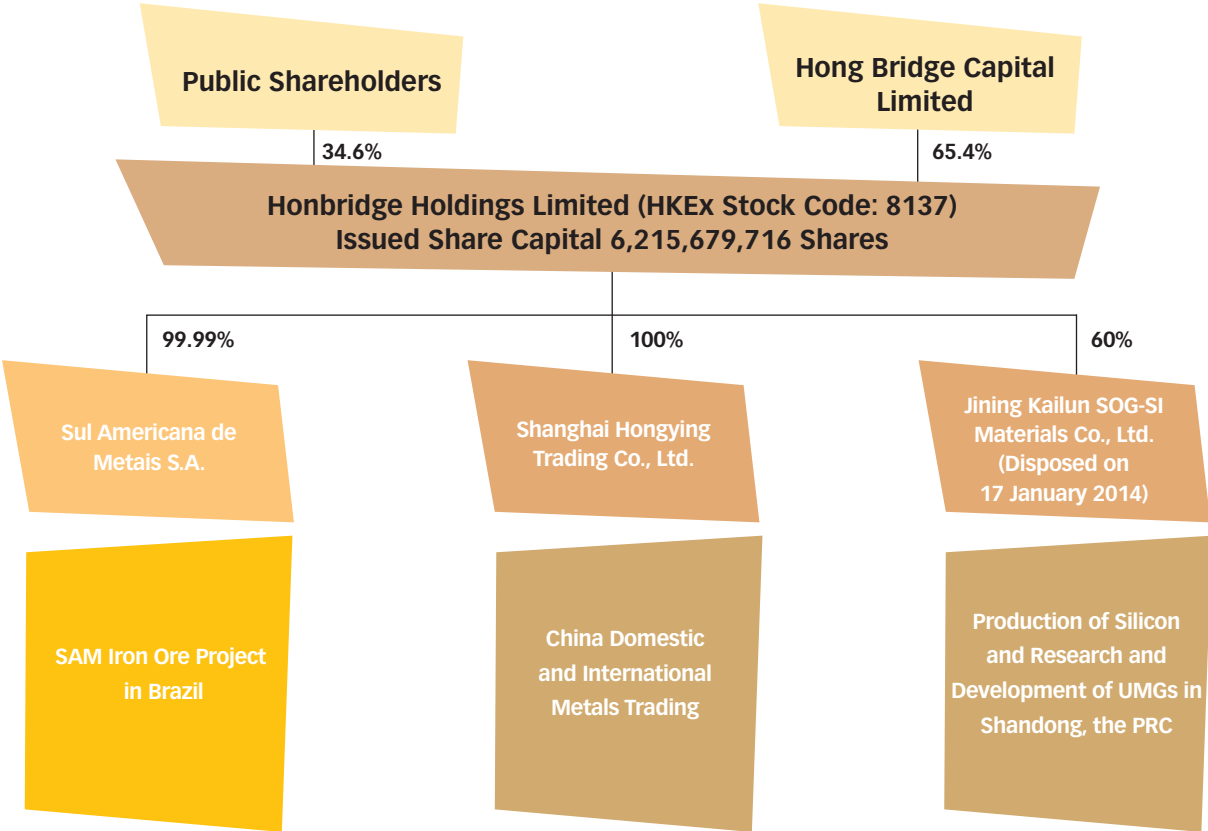 Public Shareholders
Hong Bridge Capital
Limited
34.6%
65.4%
Honbridge Holdings Limited (HKEx Stock Code: 8137)
Issued Share Capital 6,215,679,716 Shares
99.99%
100%
60%
Sul Americana de
Metais S.A.
Shanghai Hongying
Trading Co., Ltd.
Jining Kailun SOG-SI
Materials Co., Ltd.
(Disposed on
17 January 2014)
SAM Iron Ore Project
in Brazil
China Domestic
and International
Metals Trading
Production of Silicon
and Research and
Development of UMGs in
Shandong, the PRC